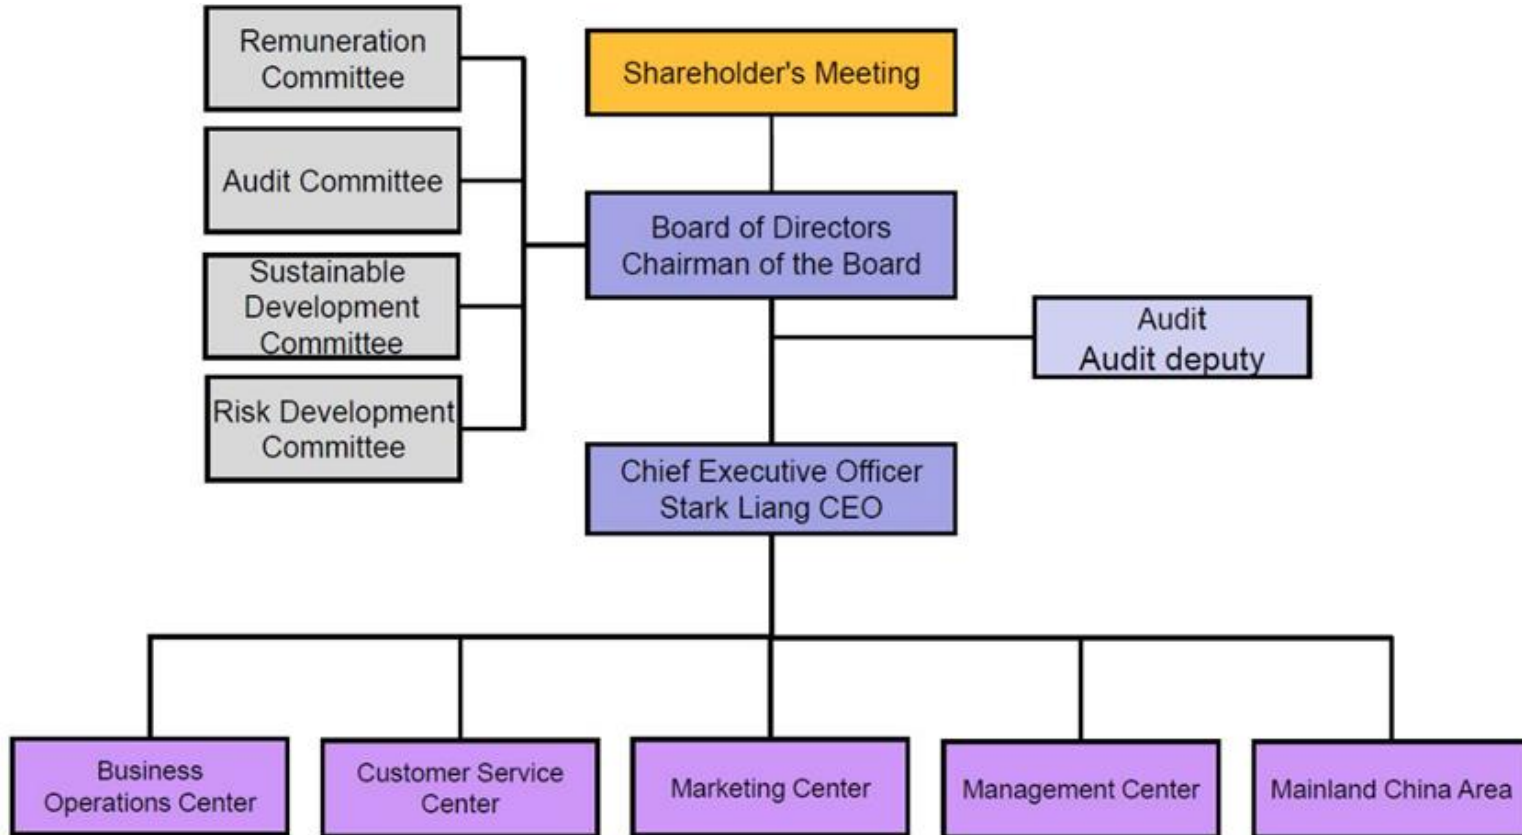 Remuneration
Committee
Shareholder's Meeting
Audit Committee
Board of Directors
Chairman of the Board
Sustainable
Development
Committee
Audit
Audit deputy
Risk Development
Committee
Chief Executive Officer
Stark Liang CEO
Business
Operations Center
Customer Service
Center
Marketing Center
Management Center
Mainland China Area